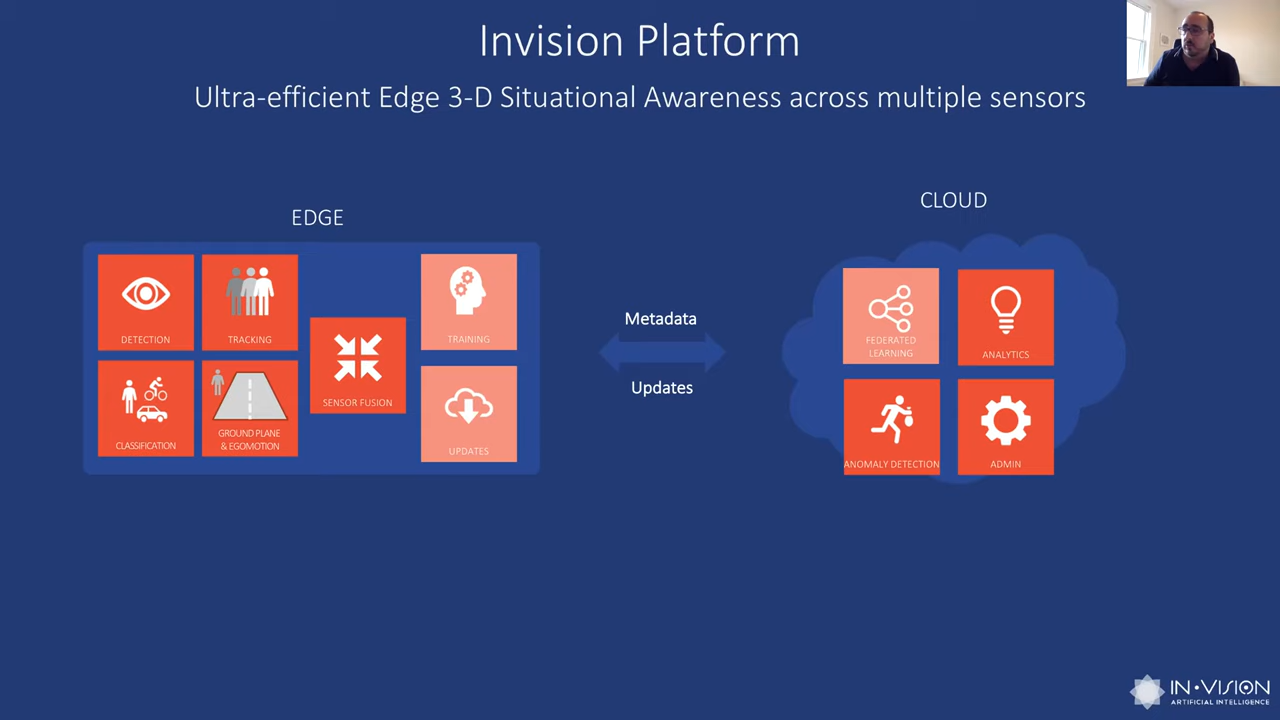 Invision Platform
Ultra-efficient Edge 3-D Situational Awareness across multiple sensors
EDGE
DETECTION
TRACKING
CLASSIFICATION
GROUND PLANE
& EGOMOTION
SENSOR FUSION
TRAINING
UPDATES
Metadata
Updates
CLOUD
FEDERATED
LEARNING
ANALYTICS
ANOMALY DETECTION
ADMIN
IN•VISION
ARTIFICIAL INTELLIGENCE